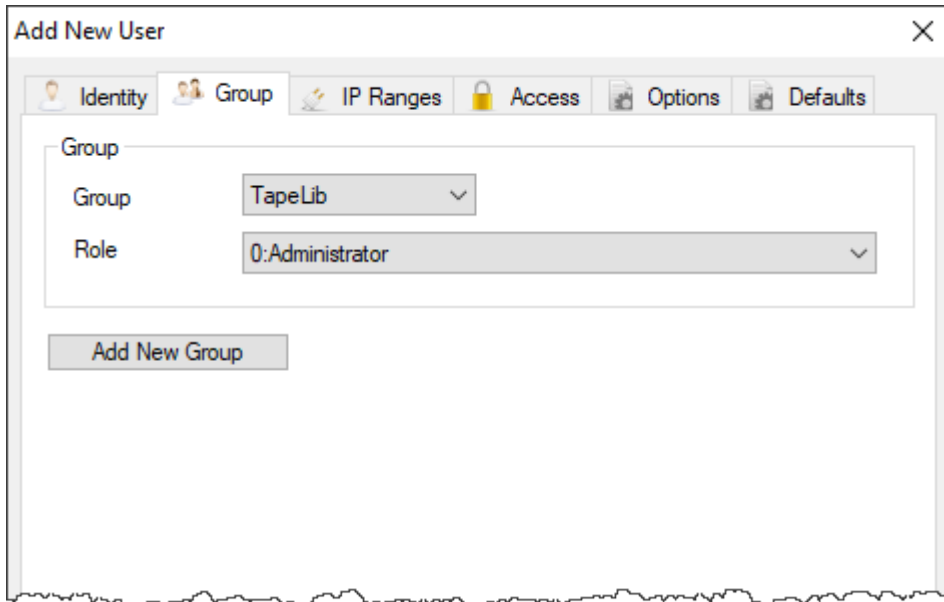 Add New User
Identity Group IP Ranges Access Options Defaults
Group
Group TapeLib
Role 0:Administrator
Add New Group